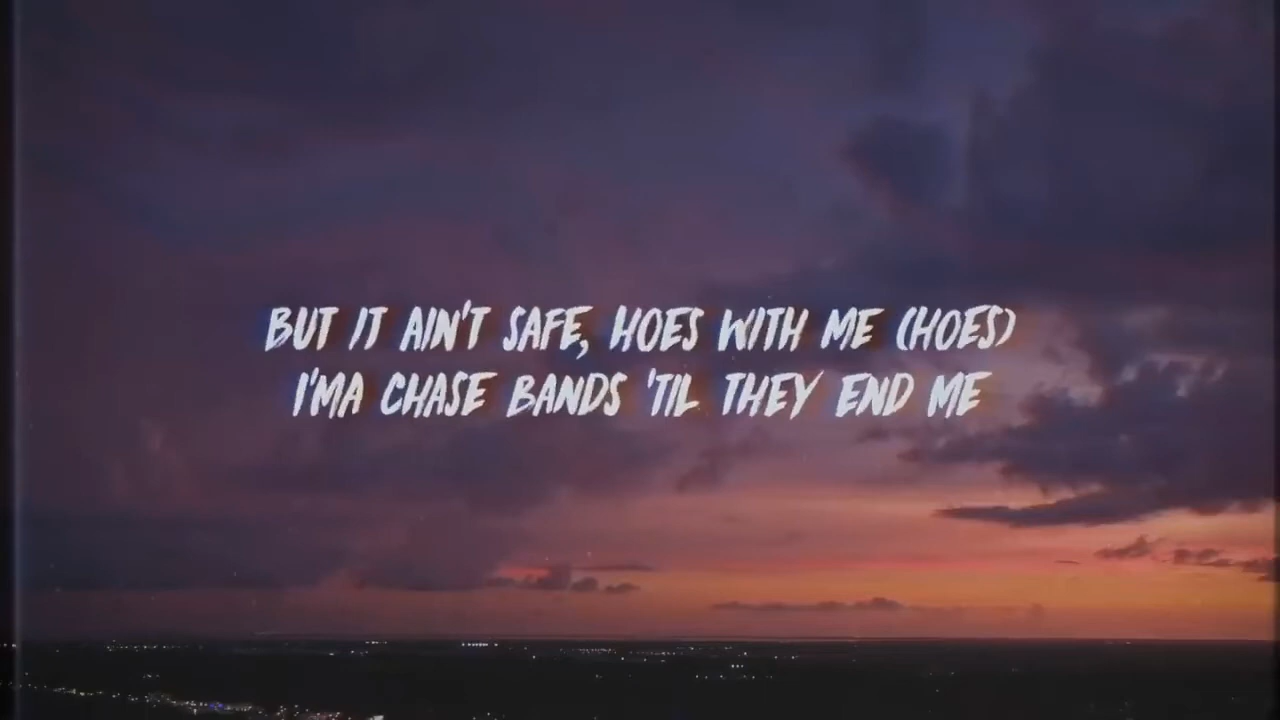 BUT IT AIN'T SAFE, HOES WITH ME (HOES)
I'MA CHASE BANDS 'TIL THEY END ME